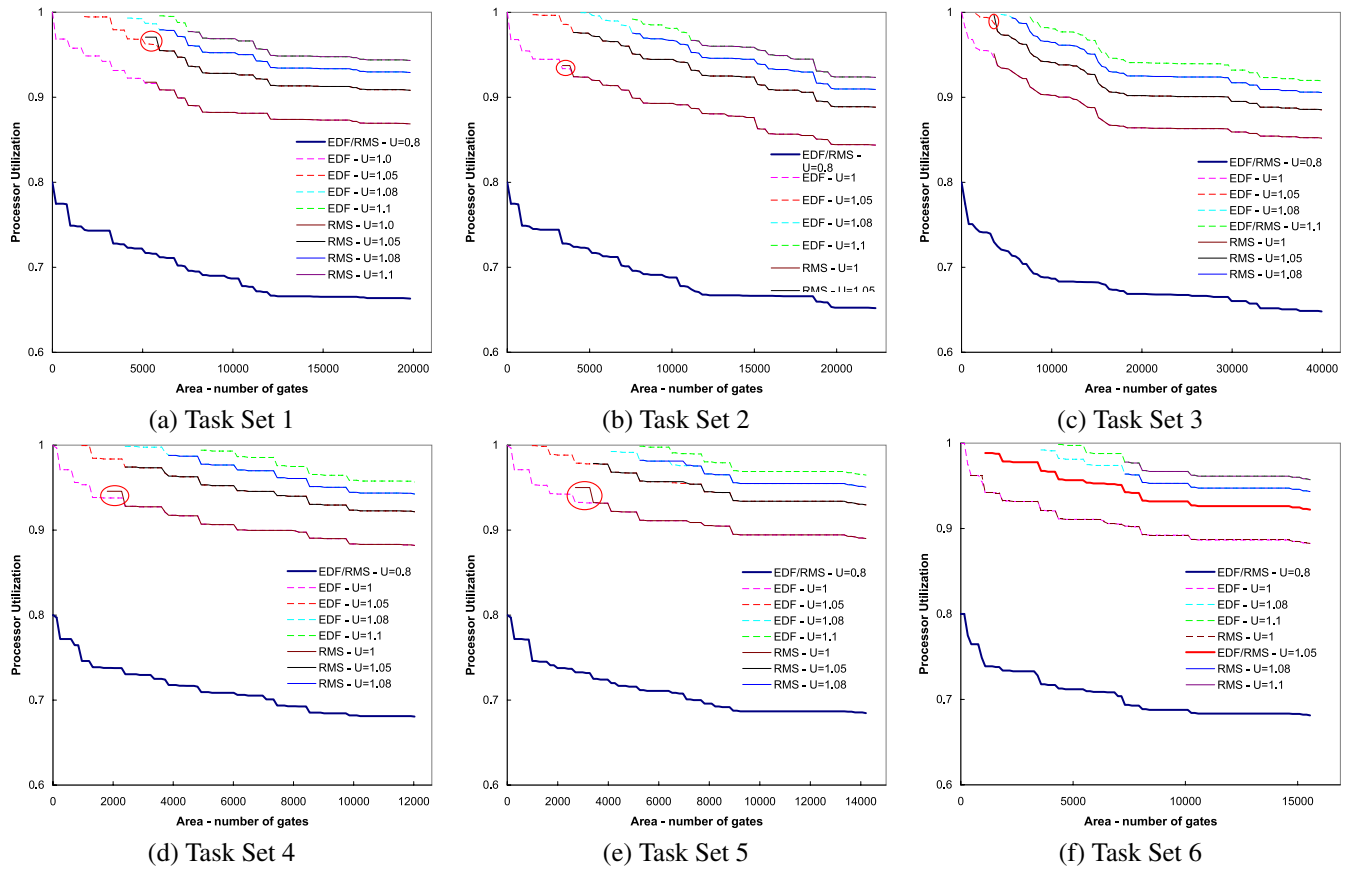 1
0.9
0.8
0.7
0.6
Processor Utilization
EDF/RMS - U=0.8
EDF - U=1.0
EDF - U=1.05
EDF - U=1.08
EDF - U=1.1
RMS - U=1.0
RMS - U=1.05
RMS - U=1.08
RMS - U=1.1
0 5000 10000 15000 20000
Area - number of gates
(a) Task Set 1
1
0.9
0.8
0.7
0.6
Processor Utilization
EDF/RMS -
U=0.8
EDF - U=1
EDF - U=1.05
EDF - U=1.08
EDF - U=1.1
RMS - U=1
RMS - U=1.05
0 5000 10000 15000 20000
Area - number of gates
(b) Task Set 2
1
0.9
0.8
0.7
0.6
Processor Utilization
EDF/RMS - U=0.8
EDF - U=1
EDF - U=1.05
EDF - U=1.08
EDF/RMS - U=1.1
RMS - U=1
RMS - U=1.05
RMS - U=1.08
0 10000 20000 30000 40000
Area - number of gates
(c) Task Set 3
1
0.9
0.8
0.7
0.6
Processor Utilization
EDF/RMS - U=0.8
EDF - U=1
EDF - U=1.05
EDF - U=1.08
EDF - U=1.1
RMS - U=1
RMS - U=1.05
RMS - U=1.08
0 2000 4000 6000 8000 10000 12000
Area - number of gates
(d) Task Set 4
1
0.9
0.8
0.7
0.6
Processor Utilization
EDF/RMS - U=0.8
EDF - U=1
EDF - U=1.05
EDF - U=1.08
EDF - U=1.1
RMS - U=1
RMS - U=1.05
RMS - U=1.08
0 2000 4000 6000 8000 10000 12000 14000
Area - number of gates
(e) Task Set 5
1
0.9
0.8
0.7
0.6
Processor Utilization
EDF/RMS - U=0.8
EDF - U=1
EDF - U=1.08
EDF - U=1.1
RMS - U=1
EDF/RMS - U=1.05
RMS - U=1.08
RMS - U=1.1
0 5000 10000 15000
Area - number of gates
(f) Task Set 6